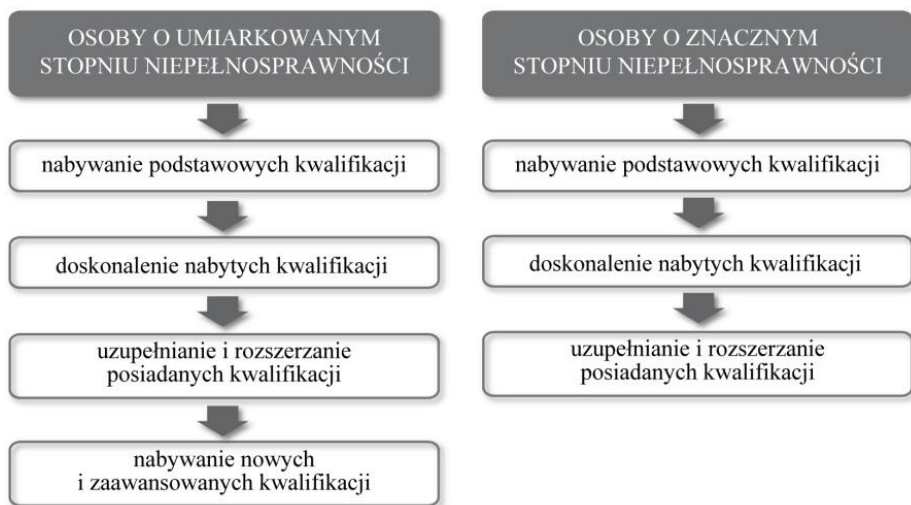 OSOBY O UMIARKOWANYM
STOPNIU NIEPEŁNOSPRAWNOŚCI
nabywanie podstawowych kwalifikacji
doskonalenie nabytych kwalifikacji
uzupełnianie i rozszerzanie
posiadanych kwalifikacji
nabywanie nowych
i zaawansowanych kwalifikacji
OSOBY O ZNACZNYM
STOPNIU NIEPEŁNOSPRAWNOŚCI
nabywanie podstawowych kwalifikacji
doskonalenie nabytych kwalifikacji
uzupełnianie i rozszerzanie
posiadanych kwalifikacji